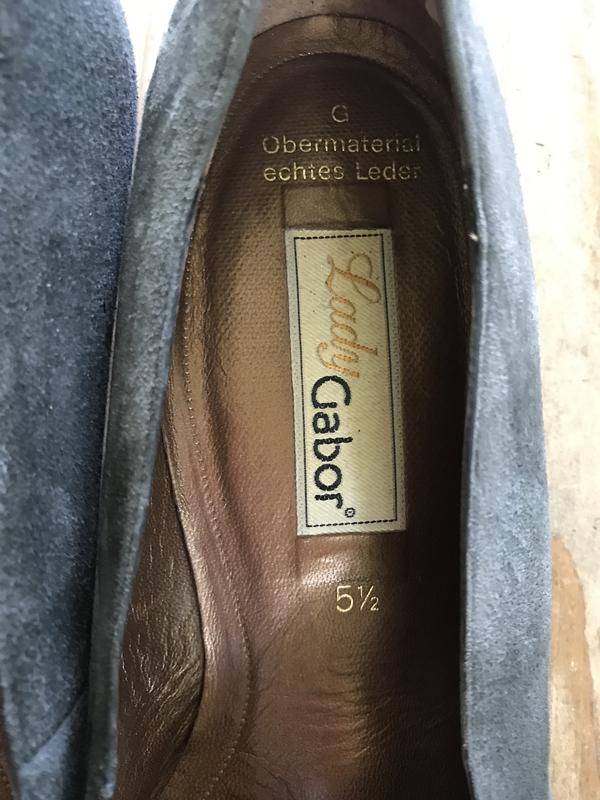 G
Obermaterial
echtes Leder
Lady Gabor©
5½